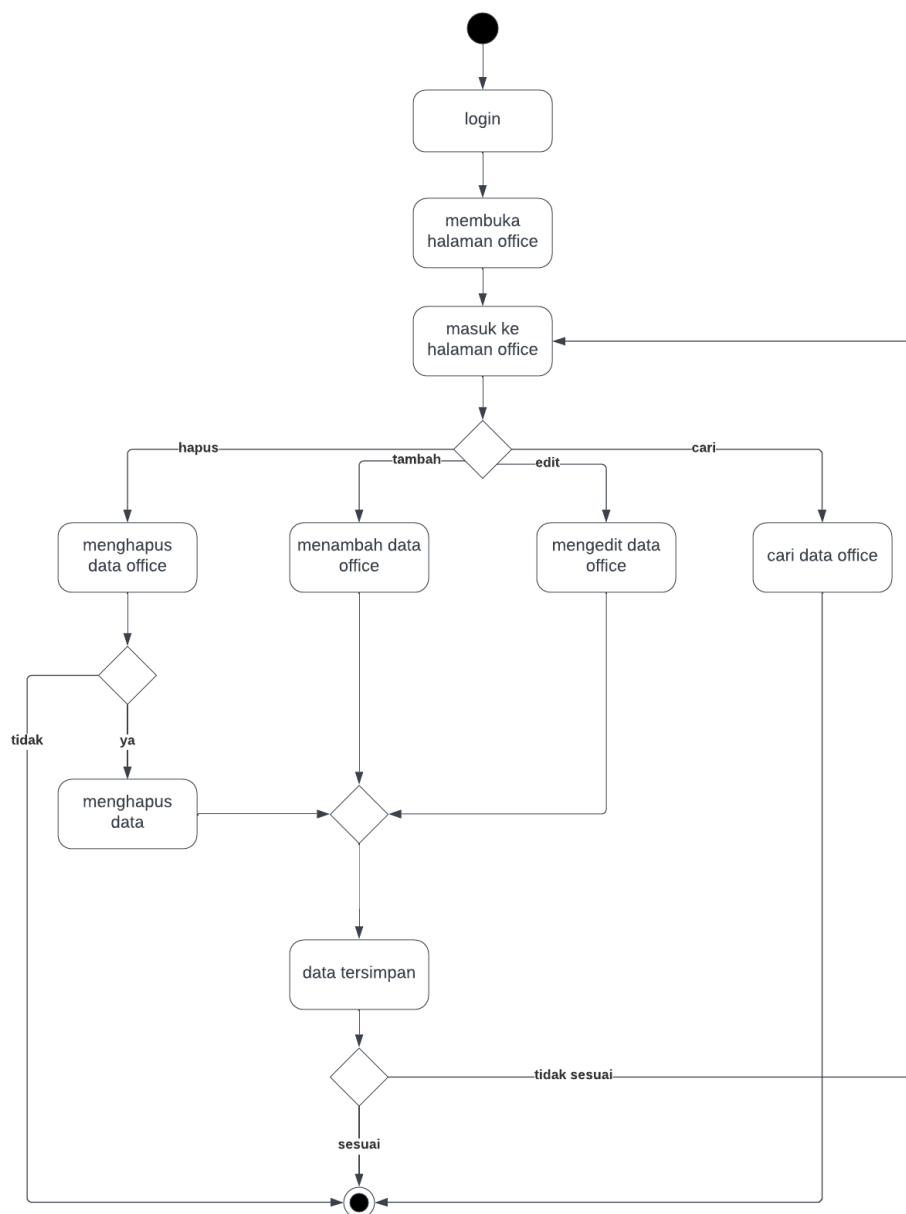 login
membuka
halaman office
masuk ke
halaman office
hapus
tambah
edit
cari
menghapus
data office
menambah data
office
mengedit data
office
cari data office
tidak
ya
menghapus
data
data tersimpan
tidak sesuai
sesuai